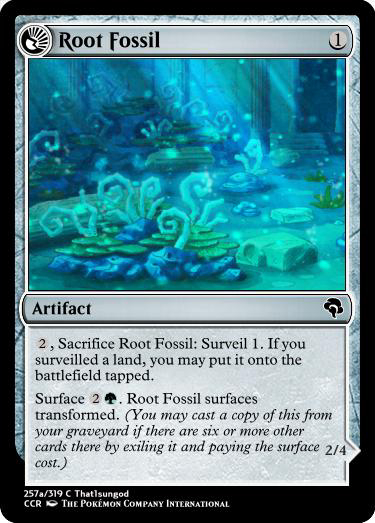 Root Fossil 1
Artifact
2, Sacrifice Root Fossil: Surveil 1. If you
surveilled a land, you may put it onto the
battlefield tapped.
Surface 2. Root Fossil surfaces
transformed. (You may cast a copy of this from
your graveyard if there are six or more other
cards there by exiling it and paying the surface
cost.)
2/4
257a/319 C That1sungod
CCR The Pokémon Company International